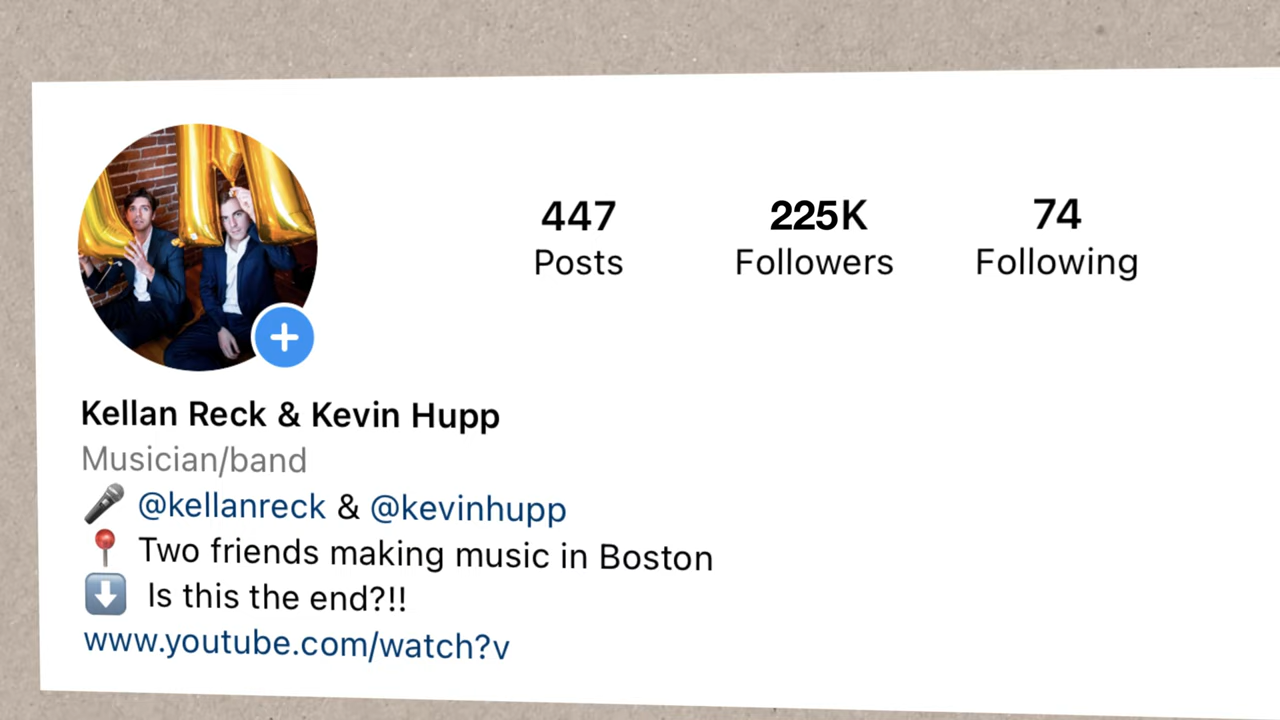 447 225K 74
Posts Followers Following
Kellan Reck & Kevin Hupp
Musician/band
🎤 @kellanreck & @kevinhupp
📍 Two friends making music in Boston
⬇️ Is this the end?!!
www.youtube.com/watch?v